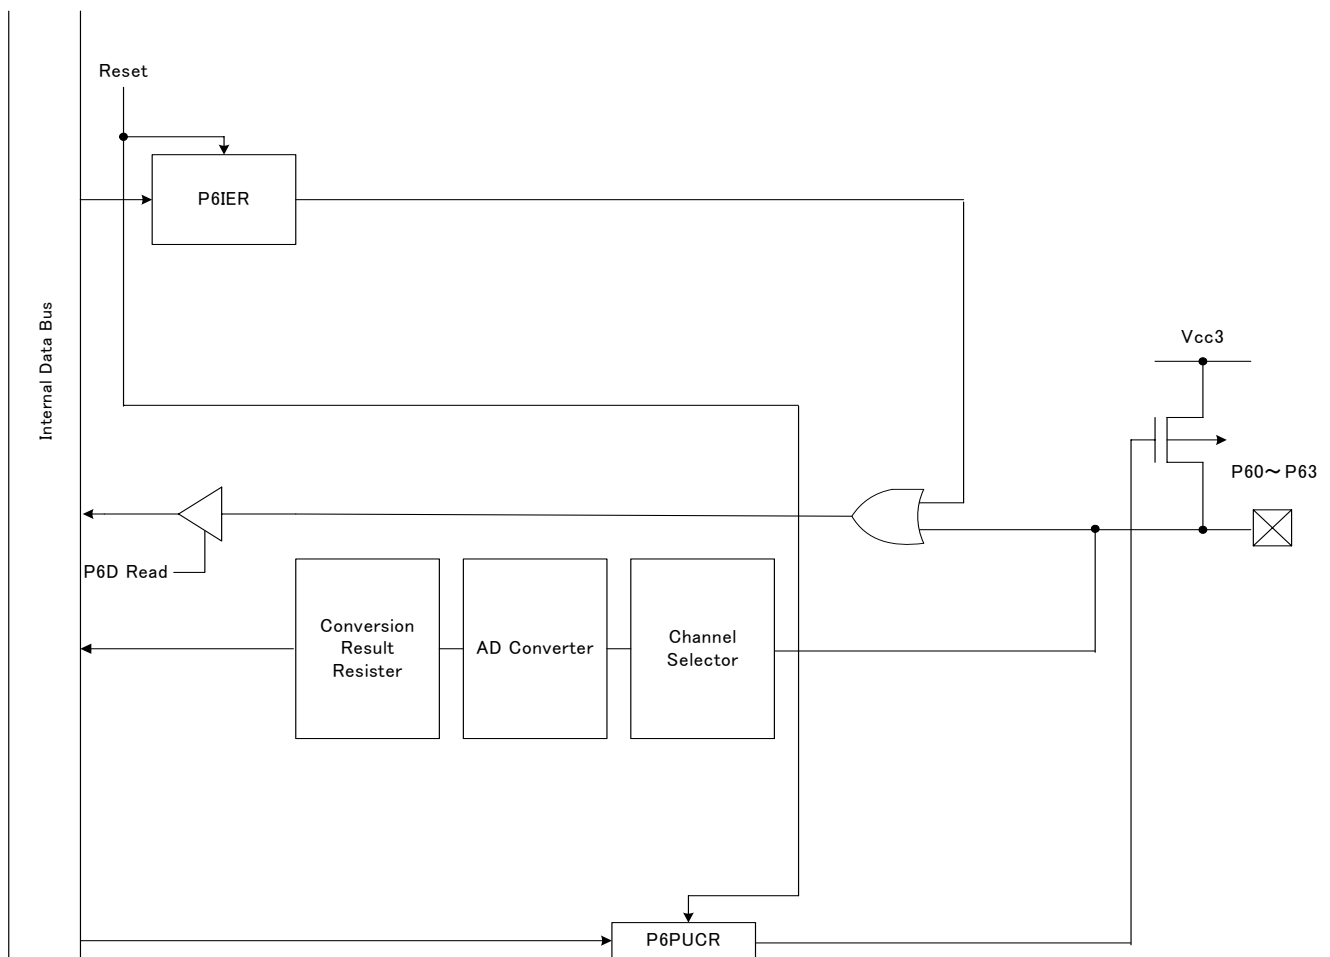 Reset
P6IER
Internal Data Bus
Vcc3
P60～P63
P6D Read
Conversion
Result
Resister
AD Converter
Channel
Selector
P6PUCR